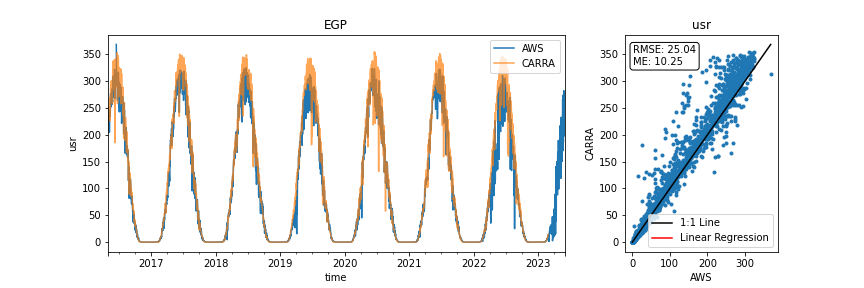 EGP
usr
350
300
250
200
150
100
50
0
2017
2018
2019
2020
2021
2022
2023
time
AWS
CARRA
usr
CARRA
350
300
250
200
150
100
50
0
0
100
200
300
AWS
RMSE: 25.04
ME: 10.25
1:1 Line
Linear Regression